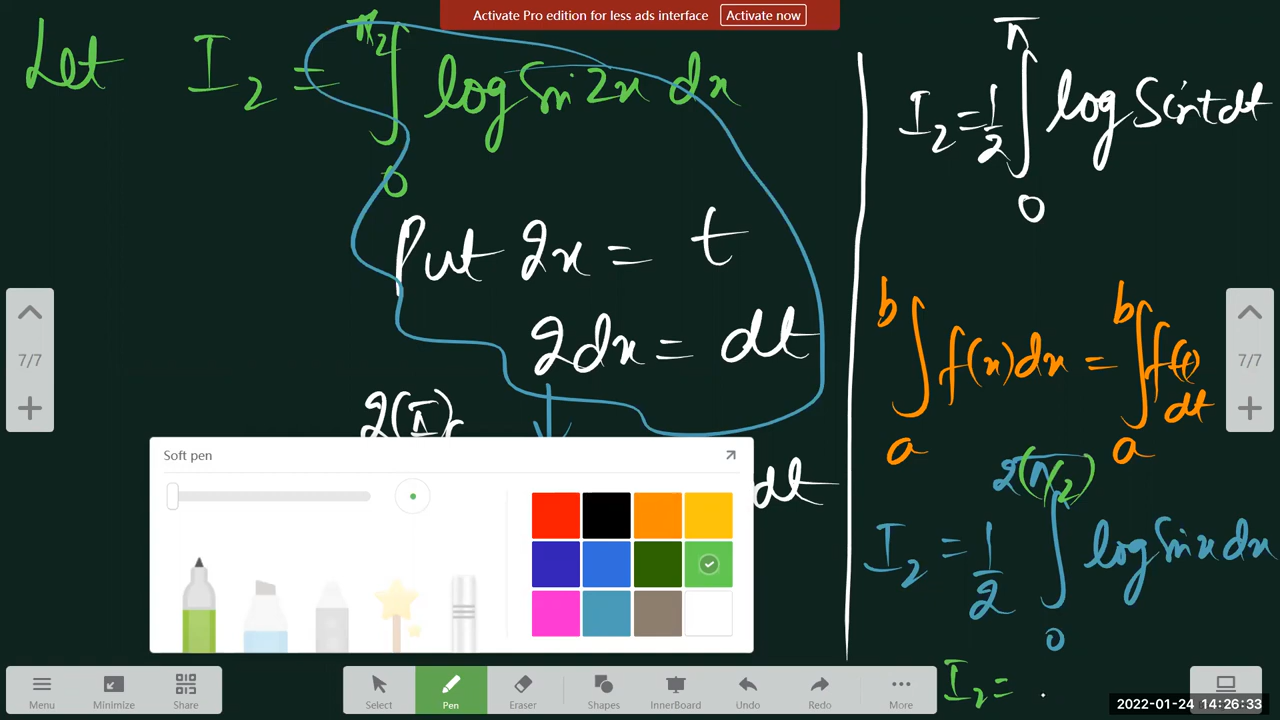 Activate Pro edition for less ads interface Activate now
Let I₂ = ∫₀^(π/2) log sin 2x dx
Put 2x = t
2dx = dt
2(π
dt
I₂ = 1/2 ∫₀^π log Sint dt
∫ₐᵇ f(x)dx = ∫ₐᵇ f(t) dt
I₂ = 1/2 ∫₀^(2(π/2)) log sin x dx
I₂ = .
7/7
7/7
Soft pen
Menu Minimize Share Select Pen Eraser Shapes InnerBoard Undo Redo More
2022-01-24 14:26:33